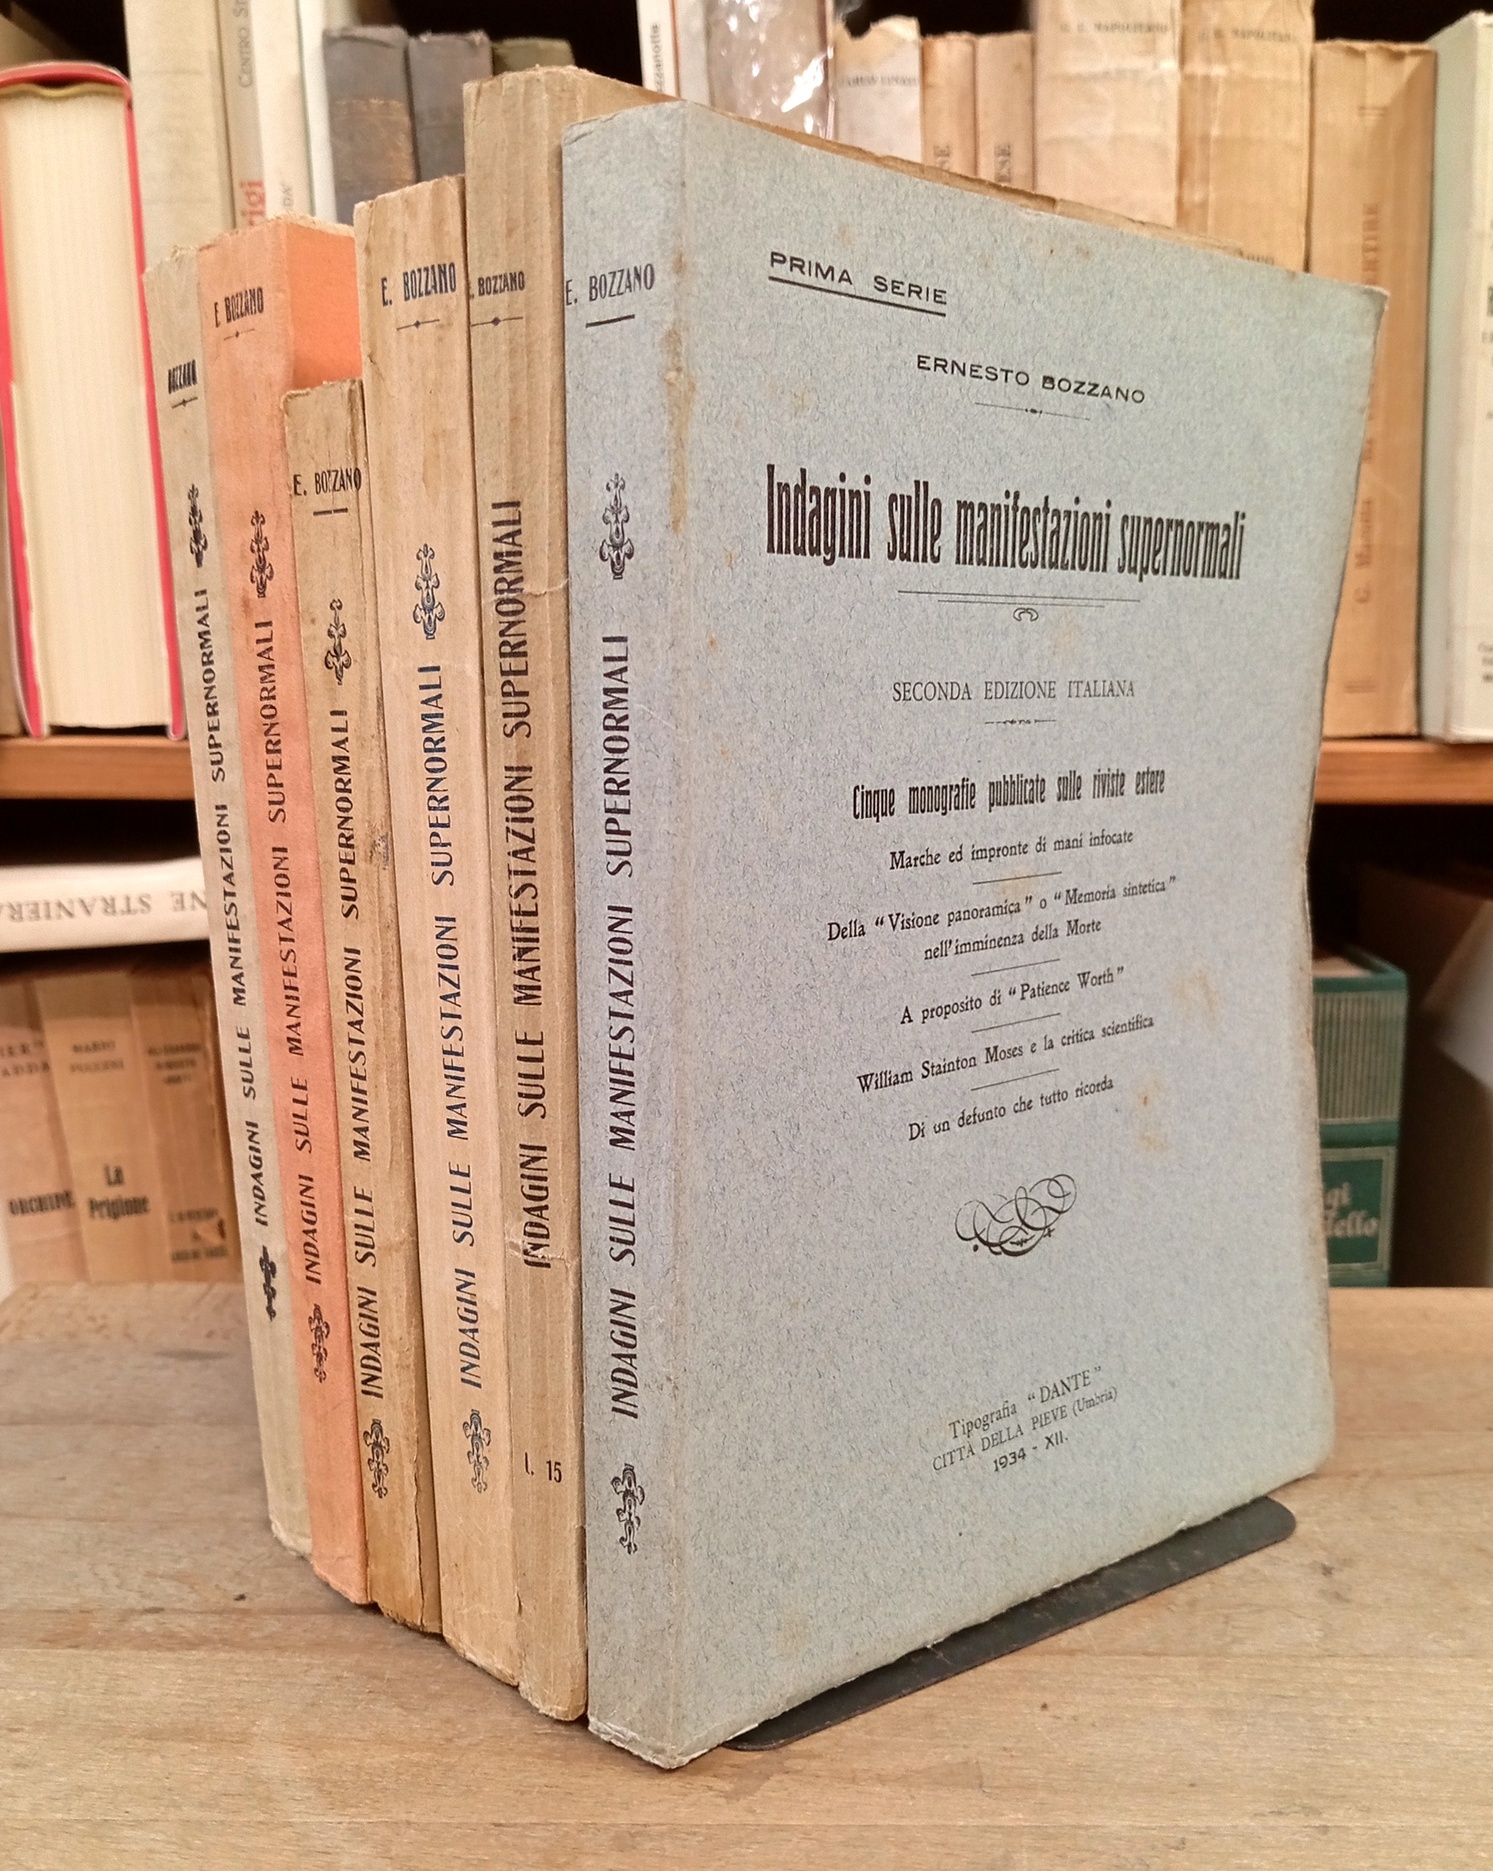 PRIMA SERIE
ERNESTO BOZZANO
Indagini sulle manifestazioni supernormali
SECONDA EDIZIONE ITALIANA
Cinque monografie pubblicate sulle riviste estere
Marche ed impronte di mani infocate
Della “Visione panoramica” o “Memoria sintetica”
nell'imminenza della Morte
A proposito di “Patience Worth”
William Stainton Moses e la critica scientifica
Di un defunto che tutto ricorda
Tipografia “DANTE”
CITTÀ DELLA PIEVE (Umbria)
1934 - XII.
E. BOZZANO
INDAGINI SULLE MANIFESTAZIONI SUPERNORMALI
BOZZANO
INDAGINI SULLE MANIFESTAZIONI SUPERNORMALI
L. 15
E. BOZZANO
INDAGINI SULLE MANIFESTAZIONI SUPERNORMALI
E. BOZZANO
INDAGINI SULLE MANIFESTAZIONI SUPERNORMALI
E. BOZZANO
INDAGINI SULLE MANIFESTAZIONI SUPERNORMALI
BOZZANO
INDAGINI SULLE MANIFESTAZIONI SUPERNORMALI
La
Prigione
MARIO
PUCCINI
NE STRANIERA